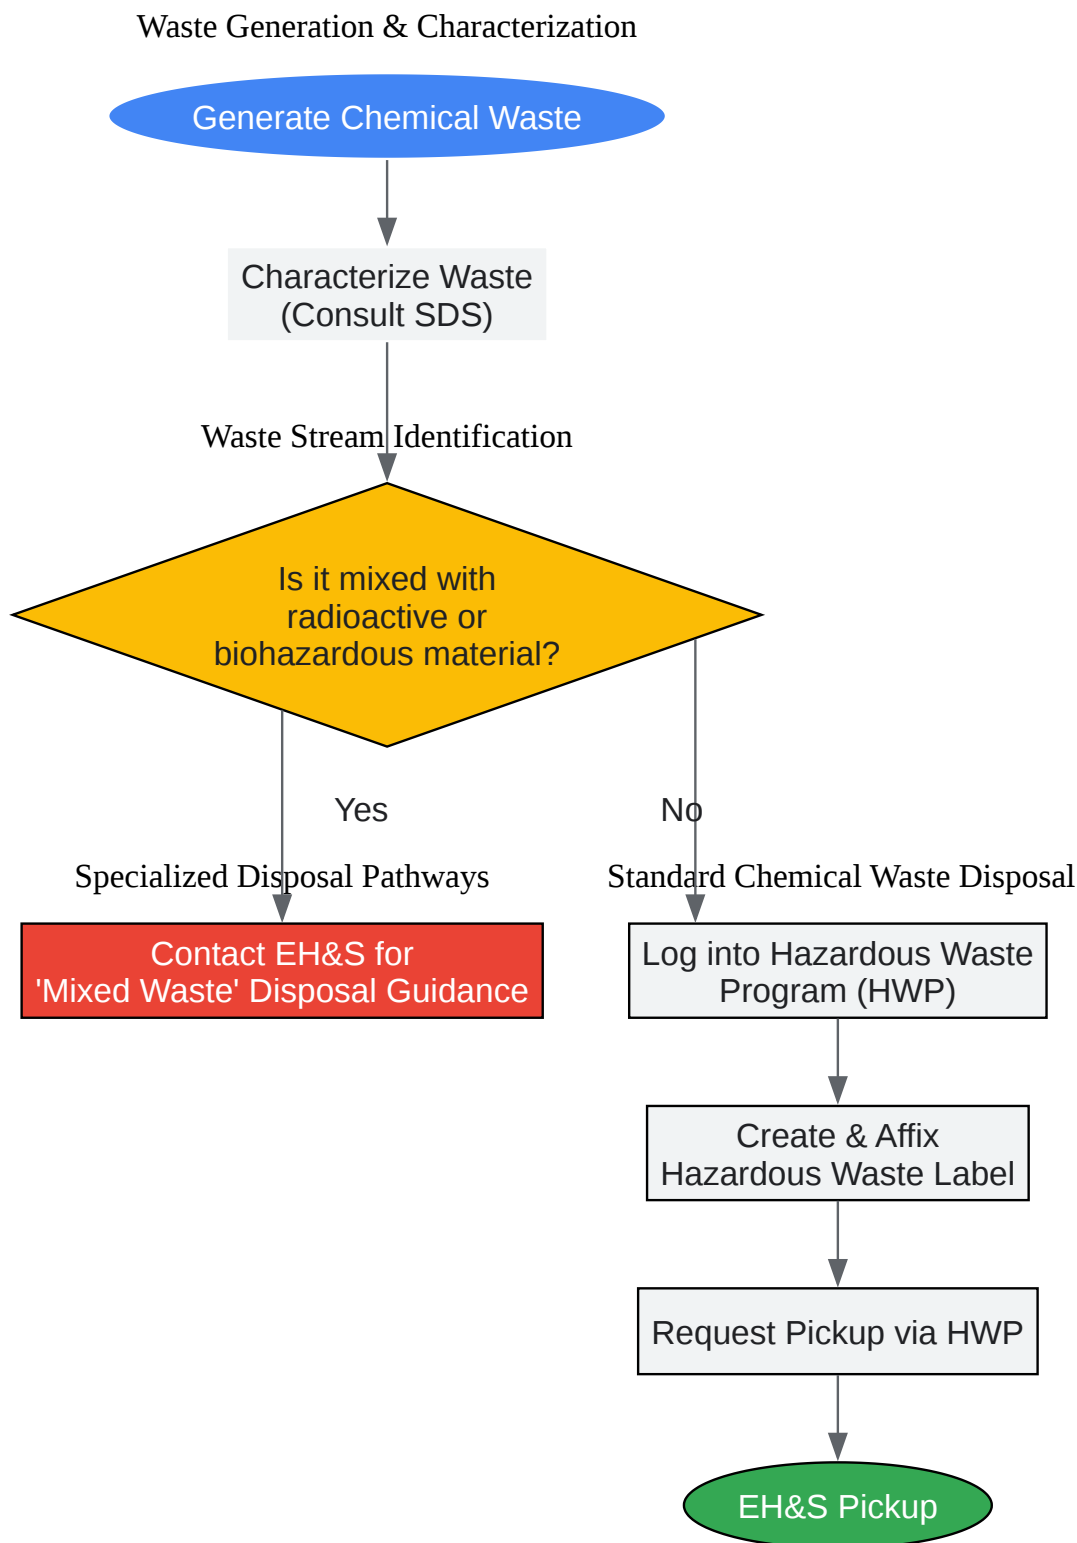 Waste Generation & Characterization
Generate Chemical Waste
Characterize Waste
(Consult SDS)
Waste Stream Identification
Is it mixed with
radioactive or
biohazardous material?
Yes
No
Specialized Disposal Pathways
Standard Chemical Waste Disposal
Contact EH&S for
'Mixed Waste' Disposal Guidance
Log into Hazardous Waste
Program (HWP)
Create & Affix
Hazardous Waste Label
Request Pickup via HWP
EH&S Pickup